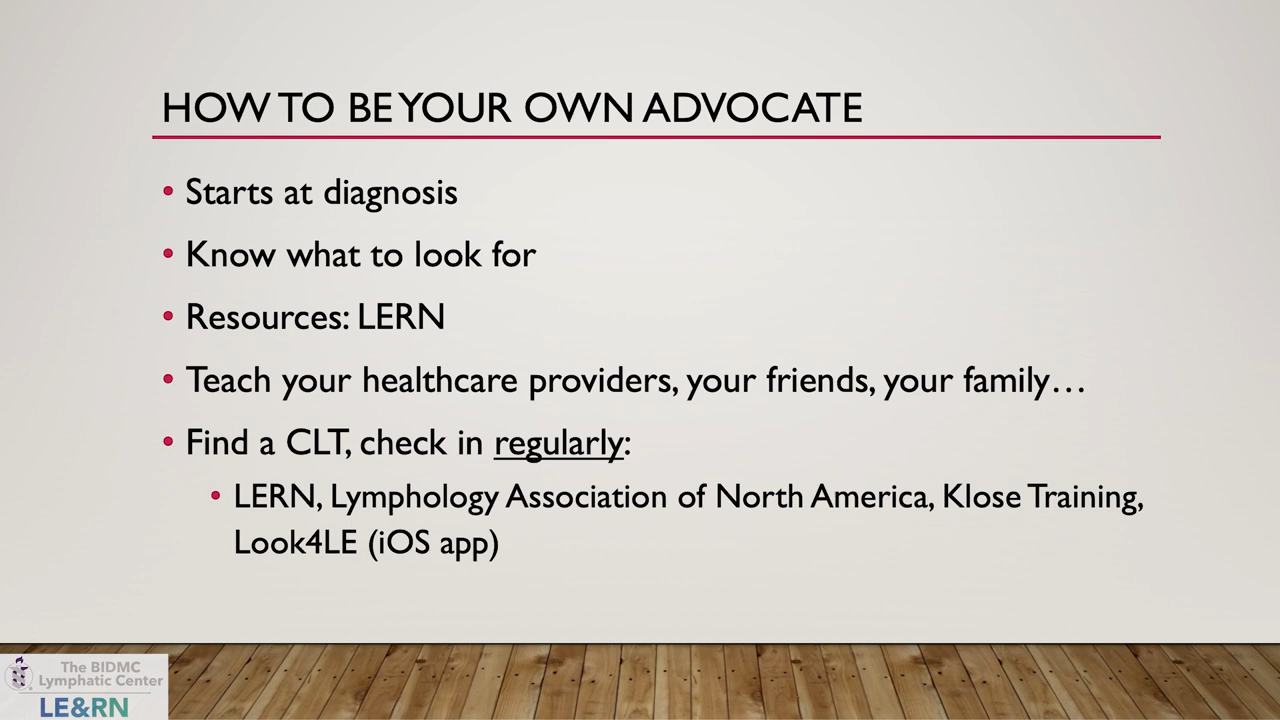 HOW TO BE YOUR OWN ADVOCATE
• Starts at diagnosis
• Know what to look for
• Resources: LERN
• Teach your healthcare providers, your friends, your family…
• Find a CLT, check in regularly:
• LERN, Lymphology Association of North America, Klose Training,
Look4LE (iOS app)
The BIDMC
Lymphatic Center
LE&RN